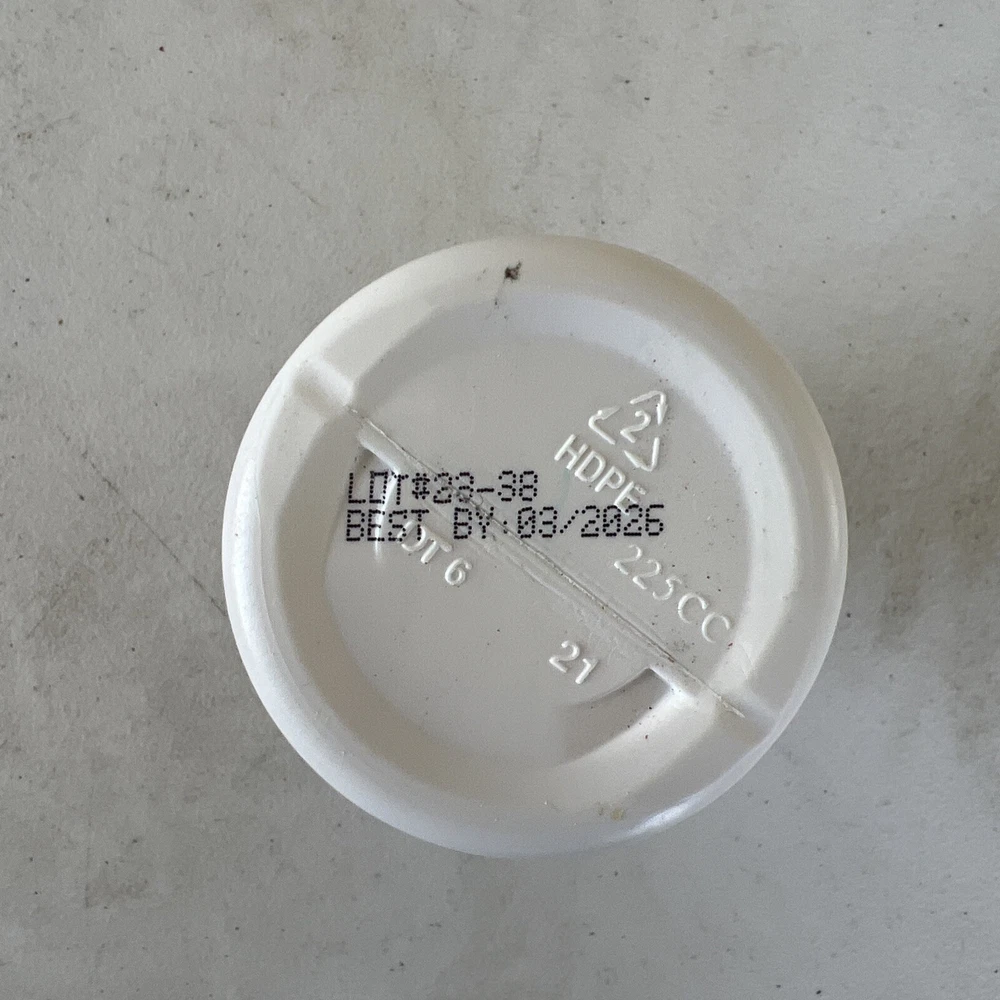 2
HDPE
LOT#23-38
BEST BY:03/2026
225CC
21